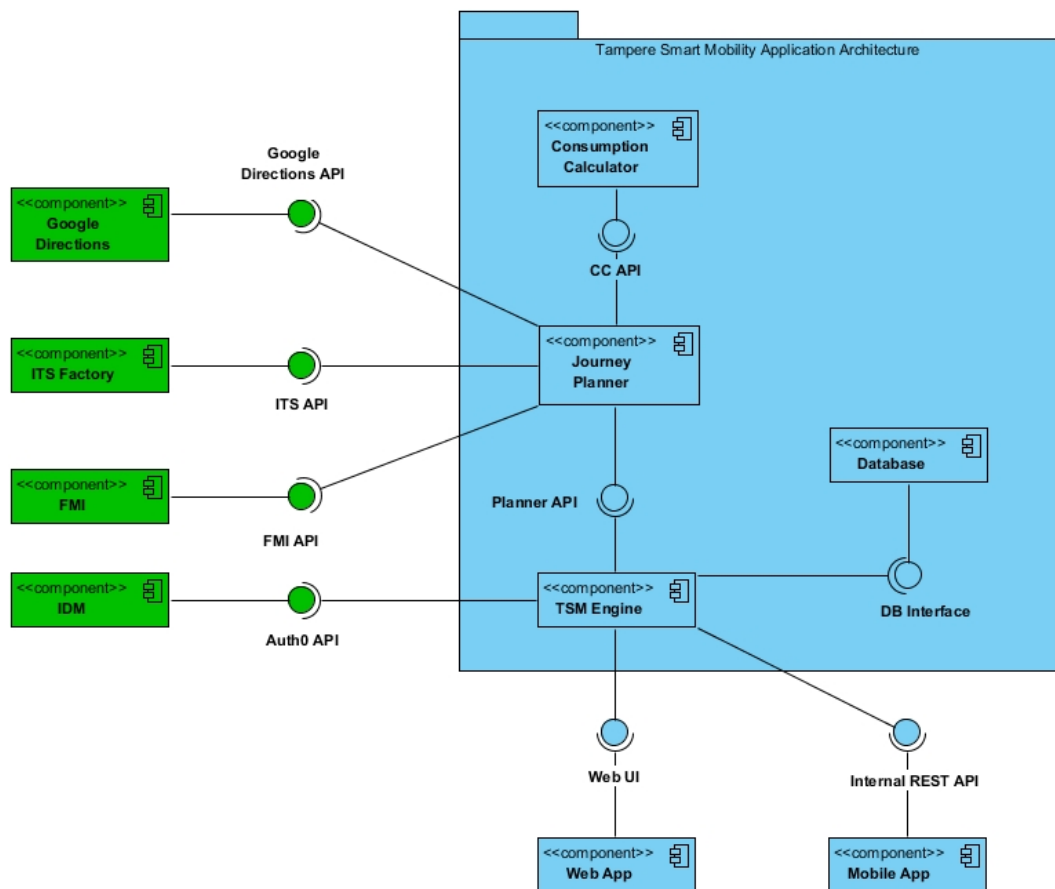 Tampere Smart Mobility Application Architecture
<<component>>
Consumption
Calculator
Google
Directions API
<<component>>
Google
Directions
CC API
<<component>>
Journey
Planner
<<component>>
ITS Factory
ITS API
<<component>>
Database
<<component>>
FMI
Planner API
FMI API
<<component>>
IDM
<<component>>
TSM Engine
DB Interface
Auth0 API
Web UI
Internal REST API
<<component>>
Web App
<<component>>
Mobile App